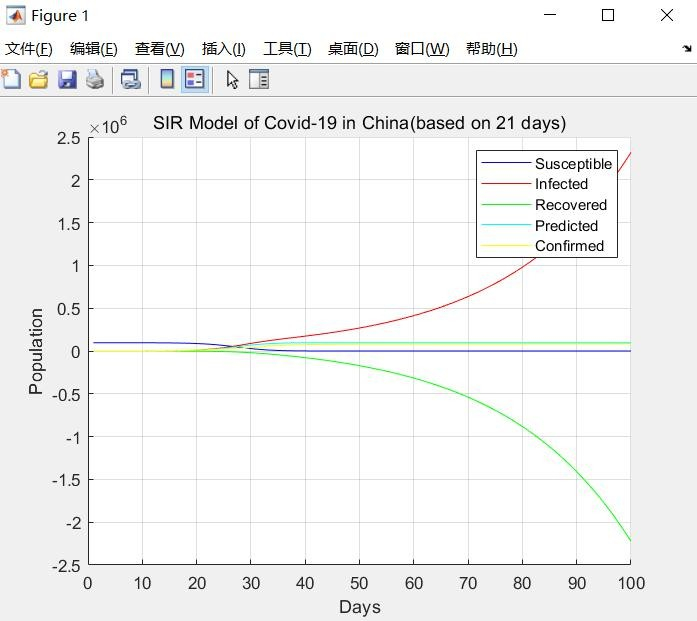 Figure 1
文件(F) 编辑(E) 查看(V) 插入(I) 工具(T) 桌面(D) 窗口(W) 帮助(H)
×10^6
SIR Model of Covid-19 in China(based on 21 days)
2.5
2
1.5
1
0.5
0
-0.5
-1
-1.5
-2
-2.5
Population
Susceptible
Infected
Recovered
Predicted
Confirmed
0 10 20 30 40 50 60 70 80 90 100
Days